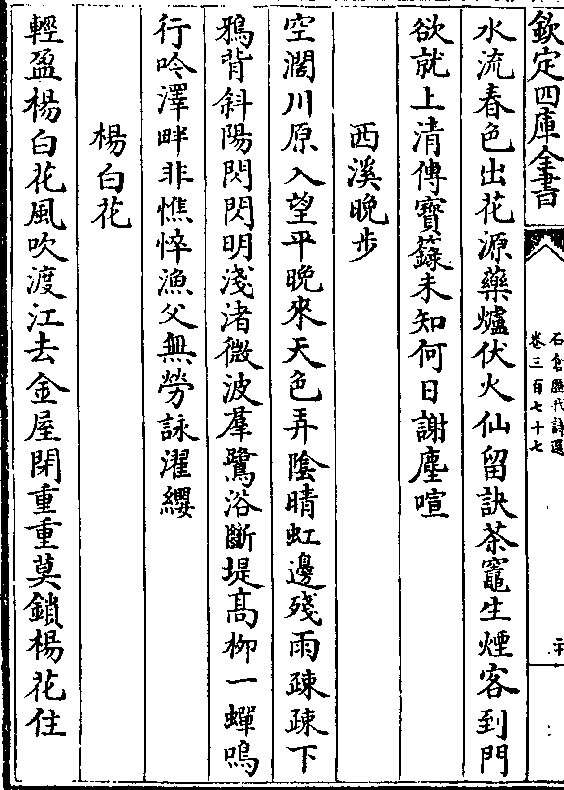 欽定四庫全書
石倉歷代詩選
卷三百七十七
水流春色出花源藥爐伏火仙留訣茶竈生煙客到門
欲就上清傳寶籙未知何日謝塵喧
西溪晚步
空濶川原入望平晚來天色弄陰晴虹邊殘雨疎疎下
鴉背斜陽閃閃明淺渚微波羣鷺浴斷堤髙栁一蟬鳴
行吟澤畔非憔悴漁父無勞詠濯纓
楊白花
輕盈楊白花風吹渡江去金屋閉重重莫鎖楊花住